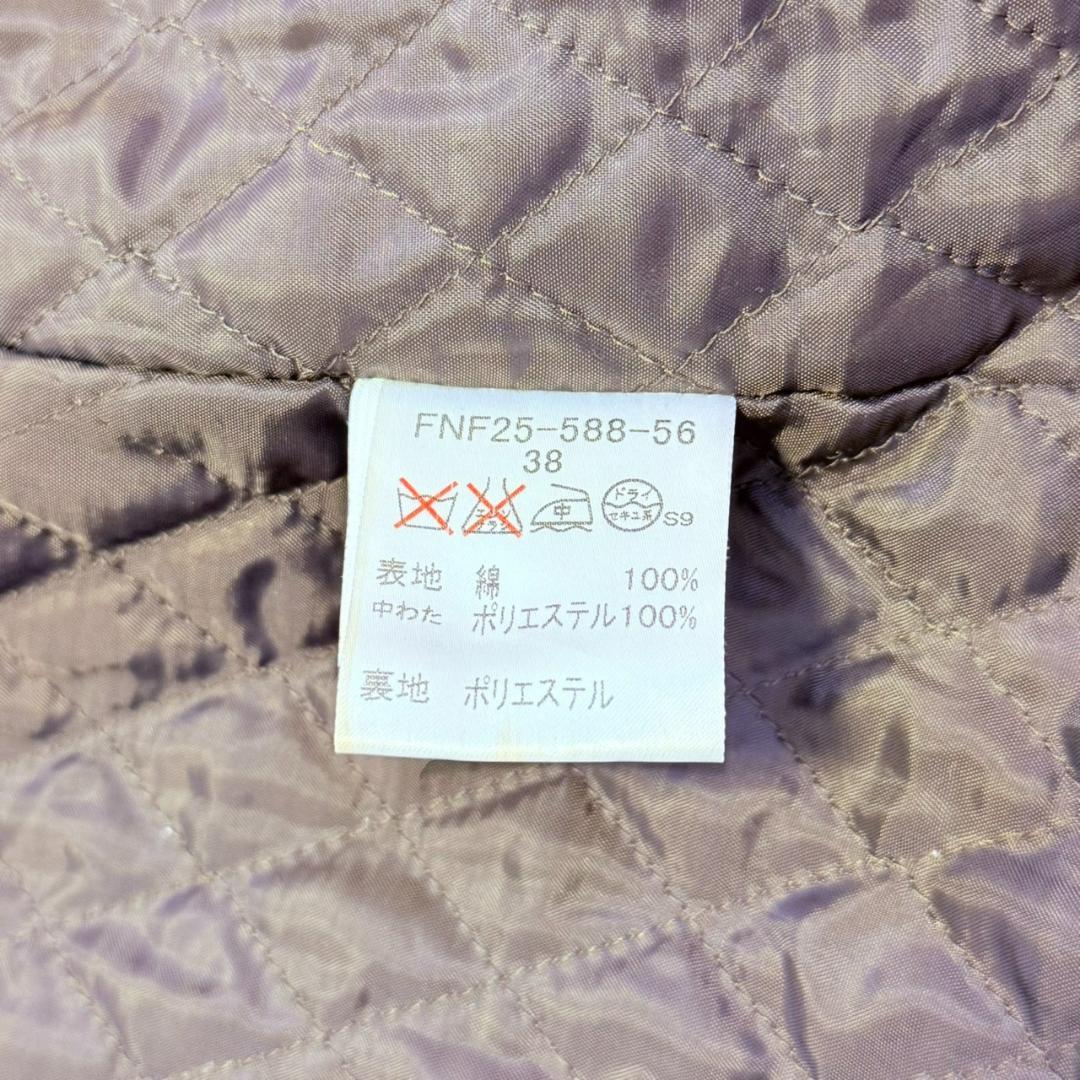 FNF25-588-56
38
中 ドライ セキユ系 S9
表地 綿 100%
中わた ポリエステル100%
裏地 ポリエステル